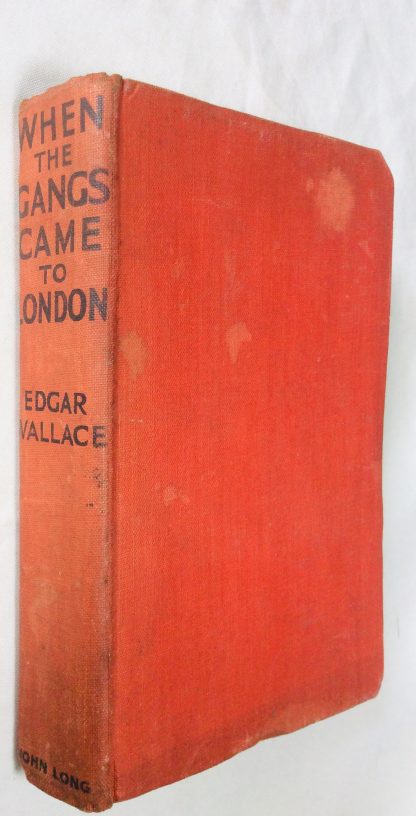 WHEN
THE
GANGS
CAME
TO
LONDON
EDGAR
WALLACE
JOHN LONG